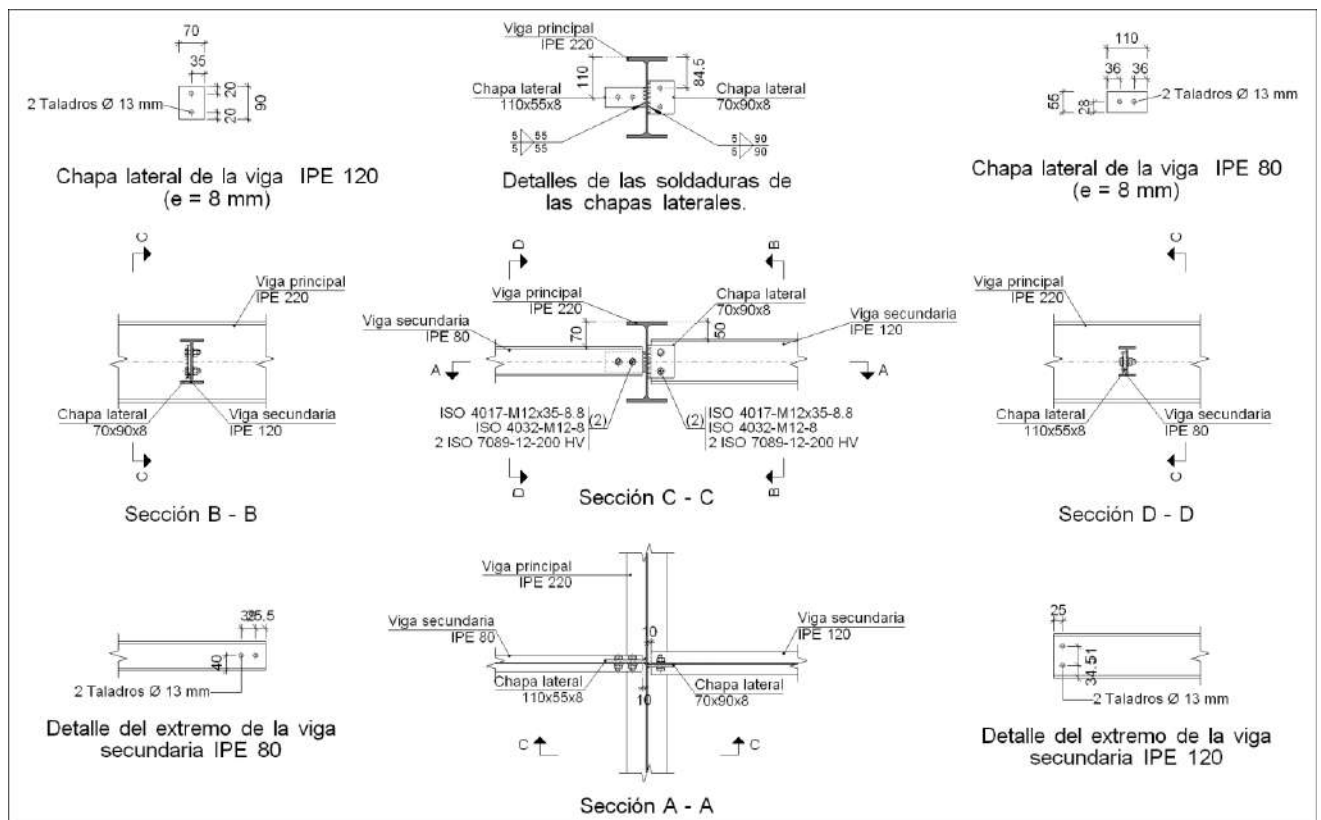 70
35
20
20
90
2 Taladros Ø 13 mm
Chapa lateral de la viga IPE 120
(e = 8 mm)
Viga principal
IPE 220
110
84.5
Chapa lateral
110x55x8
Chapa lateral
70x90x8
5 55
5 55
5 90
5 90
Detalles de las soldaduras de
las chapas laterales.
110
36 36
55
28
2 Taladros Ø 13 mm
Chapa lateral de la viga IPE 80
(e = 8 mm)
C
Viga principal
IPE 220
Chapa lateral
70x90x8
Viga secundaria
IPE 120
C
Sección B - B
D
B
Viga principal
IPE 220
Chapa lateral
70x90x8
Viga secundaria
IPE 80
70
50
Viga secundaria
IPE 120
A
A
ISO 4017-M12x35-8.8
ISO 4032-M12-8
2 ISO 7089-12-200 HV
(2)
(2)
ISO 4017-M12x35-8.8
ISO 4032-M12-8
2 ISO 7089-12-200 HV
D
B
Sección C - C
C
Viga principal
IPE 220
Chapa lateral
110x55x8
Viga secundaria
IPE 80
C
Sección D - D
25.5
40
2 Taladros Ø 13 mm
Detalle del extremo de la viga
secundaria IPE 80
Viga principal
IPE 220
Viga secundaria
IPE 80
10
Viga secundaria
IPE 120
Chapa lateral
110x55x8
10
Chapa lateral
70x90x8
C
C
Sección A - A
25
34.51
2 Taladros Ø 13 mm
Detalle del extremo de la viga
secundaria IPE 120